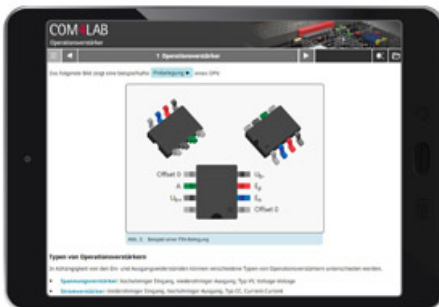 COM4LAB
Operationsverstärker
1 Operationsverstärker
Das folgende Bild zeigt eine beispielhafte Pinbelegung eines OPV.
Offset 0
A
Offset 0
Abb. 2: Beispiel einer PIN-Belegung
Typen von Operationsverstärkern
In Abhängigkeit von den Ein- und Ausgangswiderständen können verschiedene Typen von Operationsverstärkern unterschieden werden.
Spannungsverstärker: hochohmiger Eingang, niederohmiger Ausgang, Typ VV, Voltage-Voltage
Stromverstärker: niederohmiger Eingang, hochohmiger Ausgang, Typ CC, Current-Current